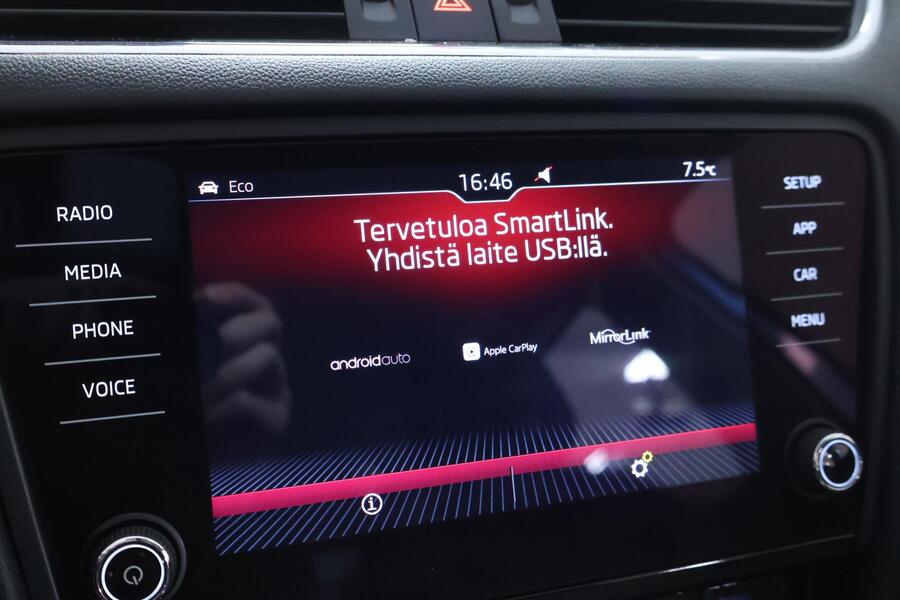 Eco
16:46
7.5°C
Tervetuloa SmartLink.
Yhdistä laite USB:llä.
androidauto
Apple CarPlay
MirrorLink
RADIO
MEDIA
PHONE
VOICE
SETUP
APP
CAR
MENU